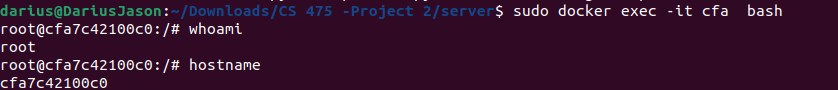 darius@DariusJason:~/Downloads/CS 475 -Project 2/server$ sudo docker exec -it cfa  bash
root@cfa7c42100c0:/# whoami
root
root@cfa7c42100c0:/# hostname
cfa7c42100c0